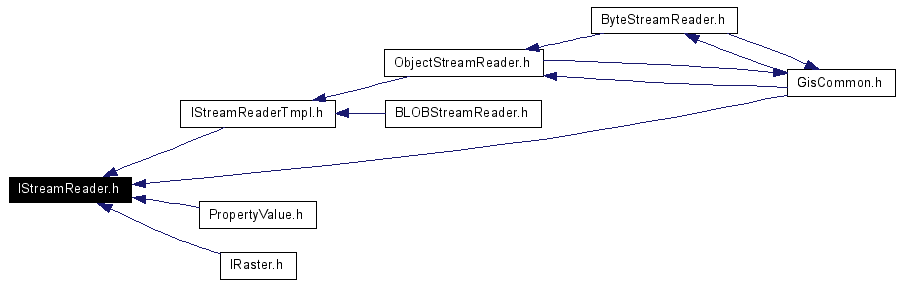 ByteStreamReader.h
ObjectStreamReader.h
GisCommon.h
IStreamReaderTmpl.h
BLOBStreamReader.h
IStreamReader.h
PropertyValue.h
IRaster.h